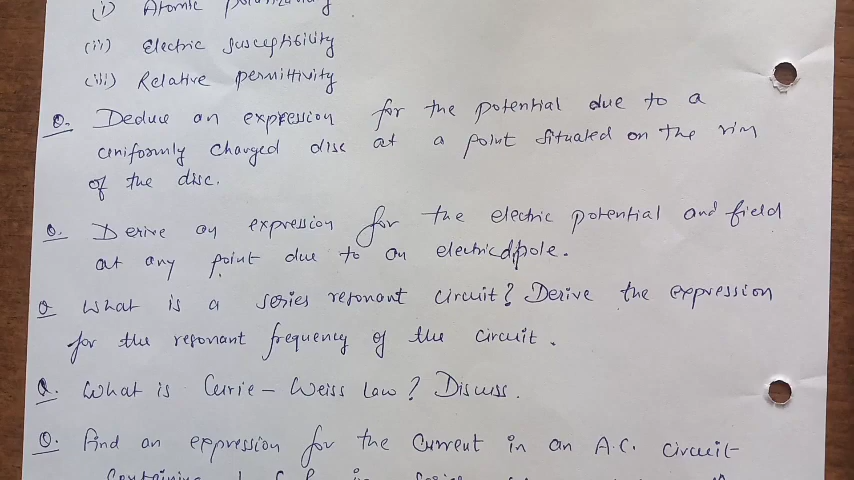 (i) Atomic
(ii) Electric susceptibility
(iii) Relative permittivity
Q. Deduce an expression for the potential due to a
uniformly charged disc at a point situated on the rim
of the disc.
Q. Derive an expression for the electric potential and field
at any point due to an electric dipole.
Q What is a series resonant circuit? Derive the expression
for the resonant frequency of the circuit.
Q. What is Curie - Weiss Law? Discuss.
Q. Find an expression for the current in an A.C. circuit
containing